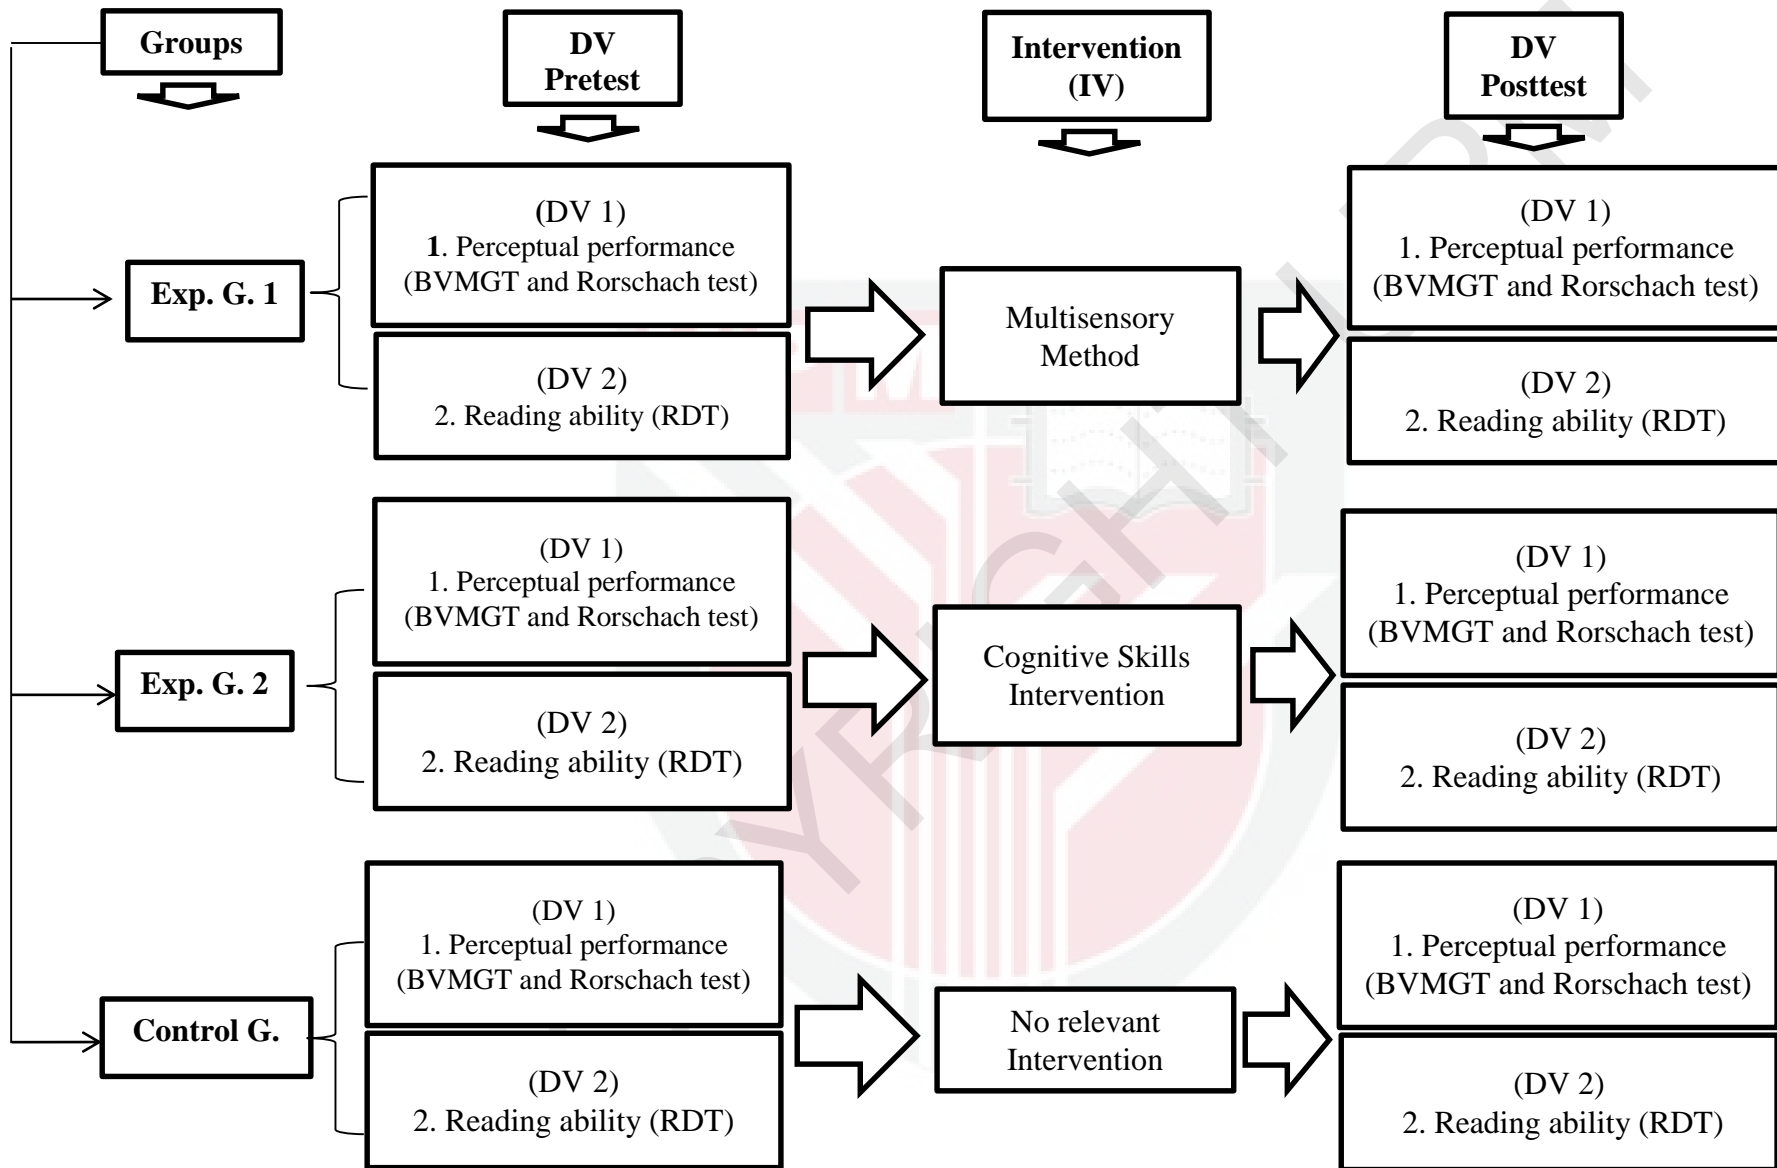 Groups
DV
Pretest
Intervention
(IV)
DV
Posttest
Exp. G. 1
(DV 1)
1. Perceptual performance
(BVMGT and Rorschach test)
(DV 2)
2. Reading ability (RDT)
Multisensory
Method
(DV 1)
1. Perceptual performance
(BVMGT and Rorschach test)
(DV 2)
2. Reading ability (RDT)
Exp. G. 2
(DV 1)
1. Perceptual performance
(BVMGT and Rorschach test)
(DV 2)
2. Reading ability (RDT)
Cognitive Skills
Intervention
(DV 1)
1. Perceptual performance
(BVMGT and Rorschach test)
(DV 2)
2. Reading ability (RDT)
Control G.
(DV 1)
1. Perceptual performance
(BVMGT and Rorschach test)
(DV 2)
2. Reading ability (RDT)
No relevant
Intervention
(DV 1)
1. Perceptual performance
(BVMGT and Rorschach test)
(DV 2)
2. Reading ability (RDT)